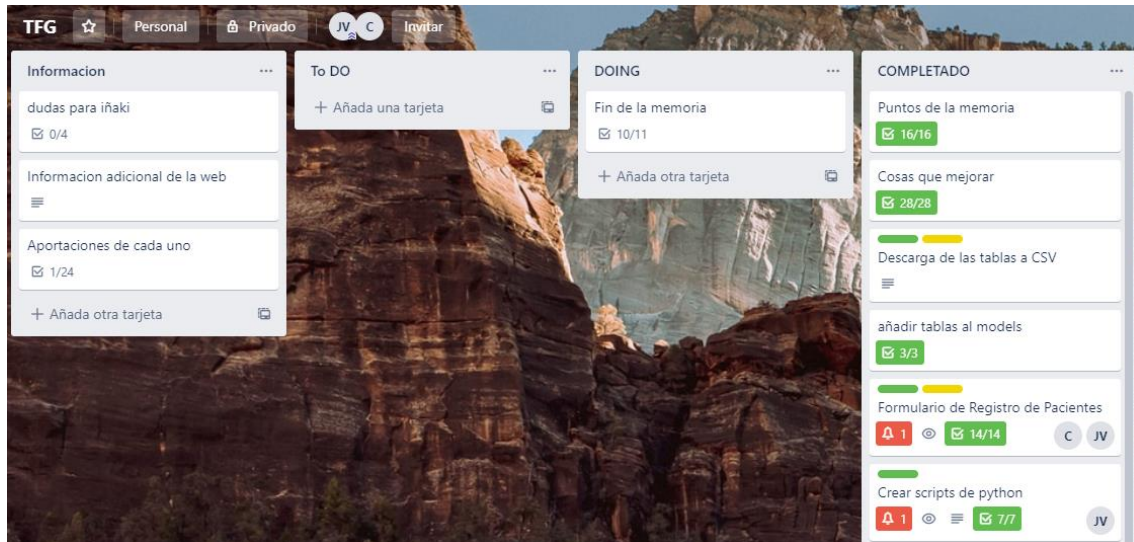 TFG
Personal
Privado
JV
C
Invitar
Informacion
dudas para iñaki
0/4
Informacion adicional de la web
Aportaciones de cada uno
1/24
+ Añada otra tarjeta
To DO
+ Añada una tarjeta
DOING
Fin de la memoria
10/11
+ Añada otra tarjeta
COMPLETADO
Puntos de la memoria
16/16
Cosas que mejorar
28/28
Descarga de las tablas a CSV
añadir tablas al models
3/3
Formulario de Registro de Pacientes
1 14/14 C JV
Crear scripts de python
1 7/7 JV